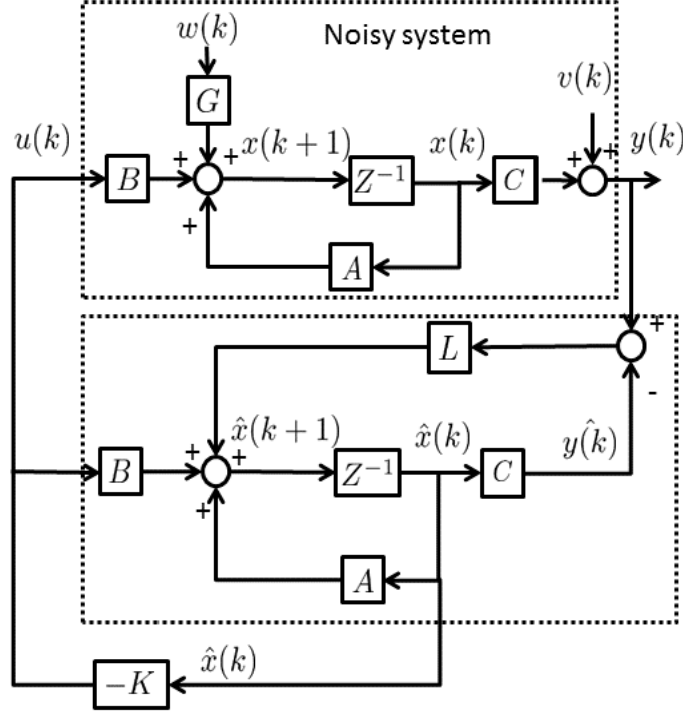 w(k)
Noisy system
G
v(k)
u(k)
+ + x(k + 1) x(k) + + y(k)
B Z⁻¹ C
+
A
+
L
-
x̂(k + 1) x̂(k) y(̂k)
+ +
B Z⁻¹ C
+
A
x̂(k)
−K